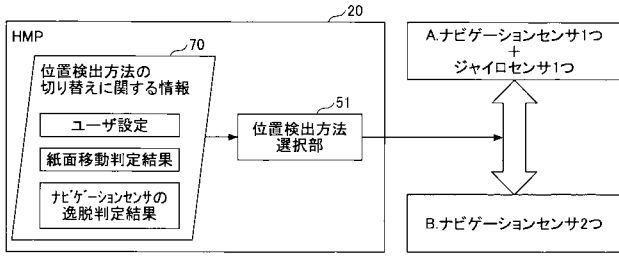 20
HMP
70
位置検出方法の
切り替えに関する情報
ユーザ設定
紙面移動判定結果
ナビゲーションセンサの
逸脱判定結果
51
位置検出方法
選択部
A.ナビゲーションセンサ1つ
+
ジャイロセンサ1つ
B.ナビゲーションセンサ2つ